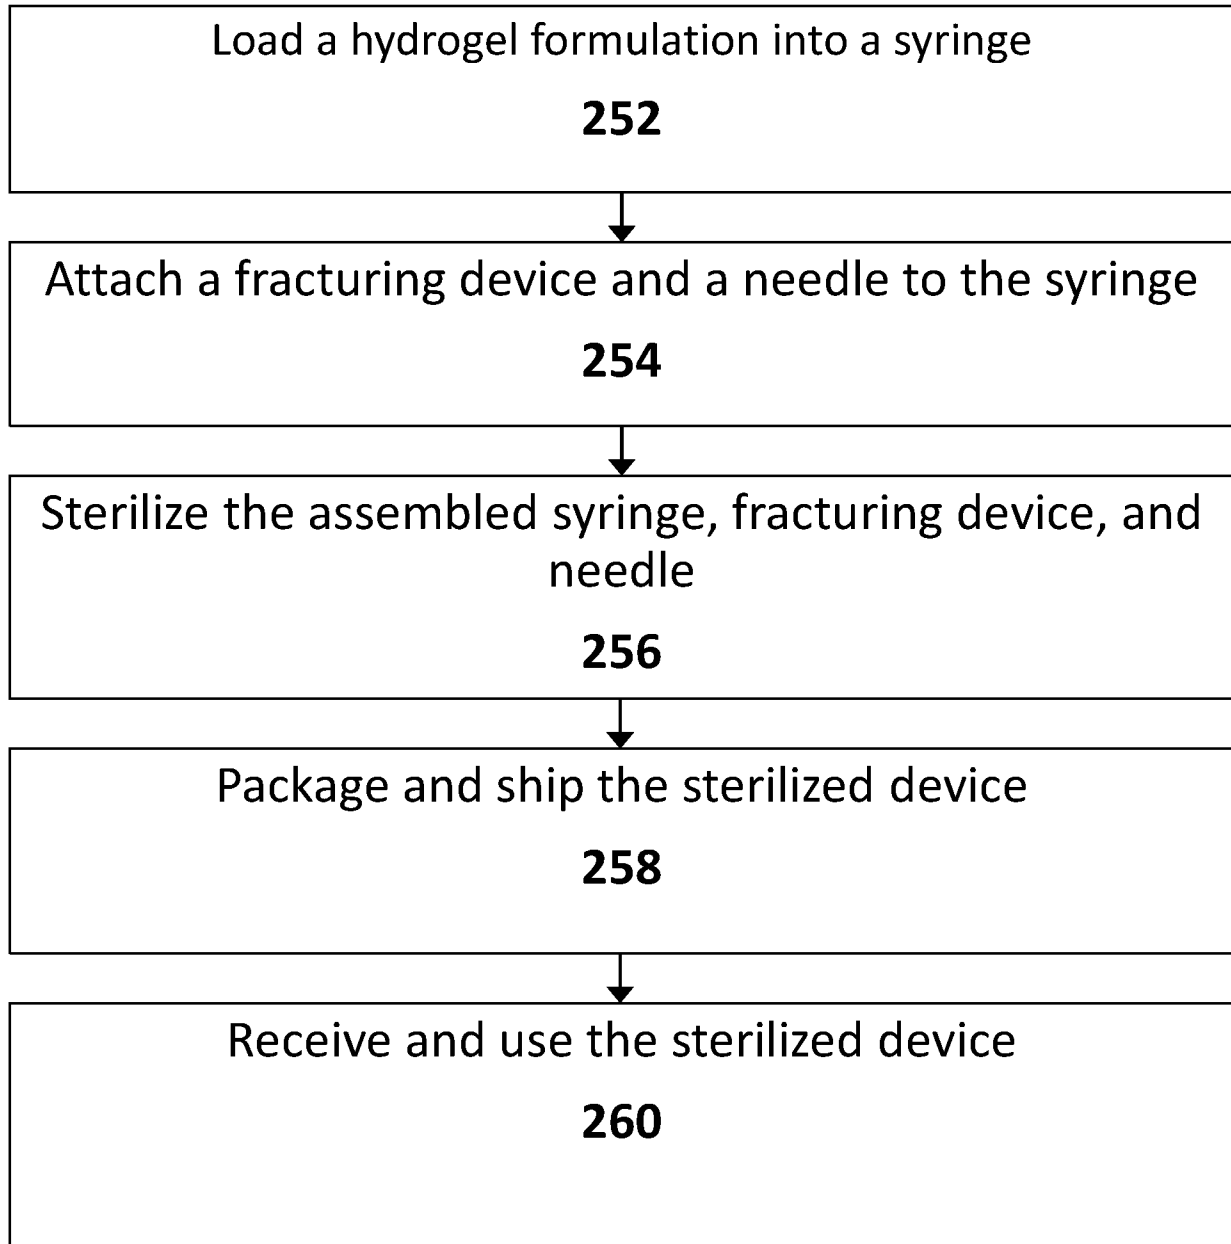 Load a hydrogel formulation into a syringe
252
Attach a fracturing device and a needle to the syringe
254
Sterilize the assembled syringe, fracturing device, and
needle
256
Package and ship the sterilized device
258
Receive and use the sterilized device
260